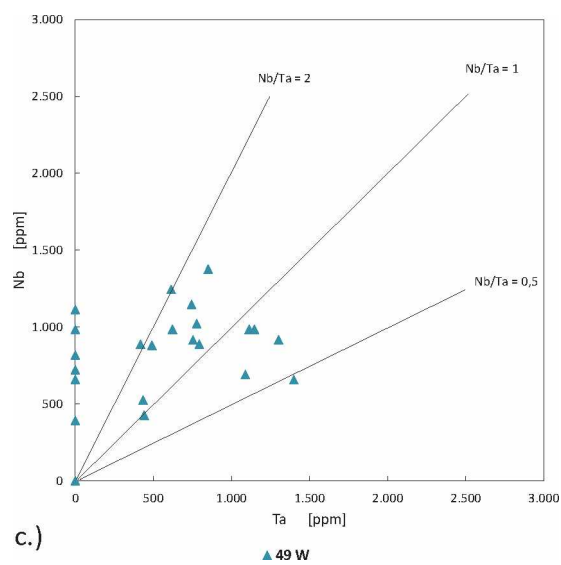 3.000
Nb/Ta = 2
Nb/Ta = 1
2.500
2.000
1.500
Nb [ppm]
Nb/Ta = 0,5
1.000
500
0
0 500 1.000 1.500 2.000 2.500 3.000
Ta [ppm]
c.)
49 W